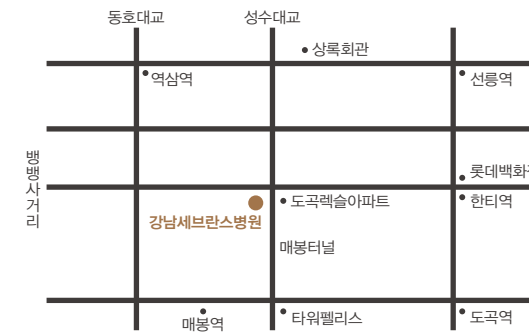 동호대교
성수대교
상록회관
역삼역
선릉역
뱅뱅사거리
롯데백화
도곡렉슬아파트
한티역
강남세브란스병원
매봉터널
매봉역
타워펠리스
도곡역